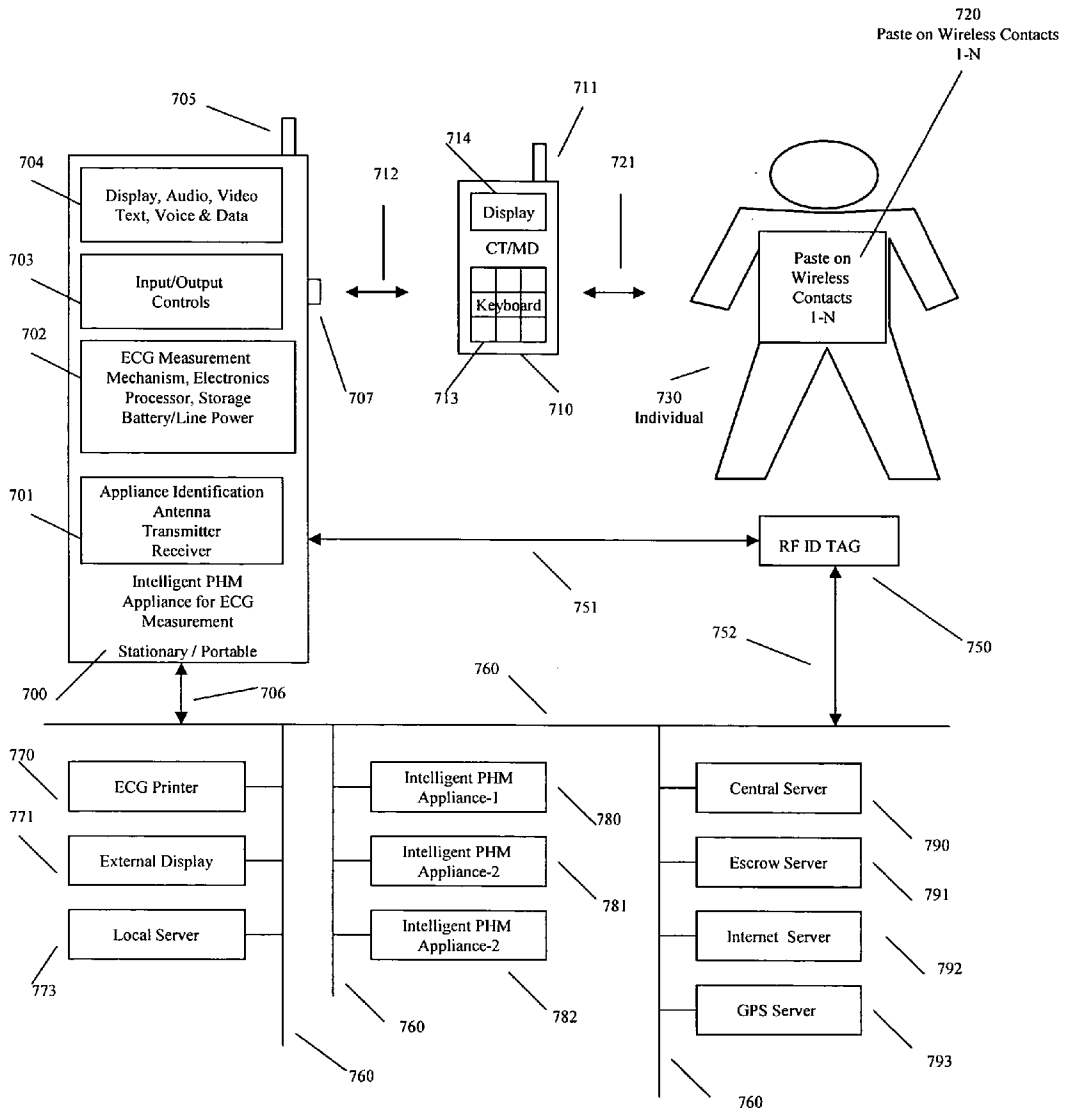 720
Paste on Wireless Contacts
1-N
705
711
704
714
712
721
Display, Audio, Video
Text, Voice & Data
Display
CT/MD
Keyboard
703
Input/Output
Controls
Paste on
Wireless
Contacts
1-N
702
ECG Measurement
Mechanism, Electronics
Processor, Storage
Battery/Line Power
707
713
710
730
Individual
701
Appliance Identification
Antenna
Transmitter
Receiver
RF ID TAG
751
752
750
Intelligent PHM
Appliance for ECG
Measurement
Stationary / Portable
700
706
760
770
ECG Printer
Intelligent PHM
Appliance-1
Central Server
771
780
790
External Display
Intelligent PHM
Appliance-2
Escrow Server
781
791
Local Server
Intelligent PHM
Appliance-2
Internet Server
773
782
792
760
GPS Server
760
793
760